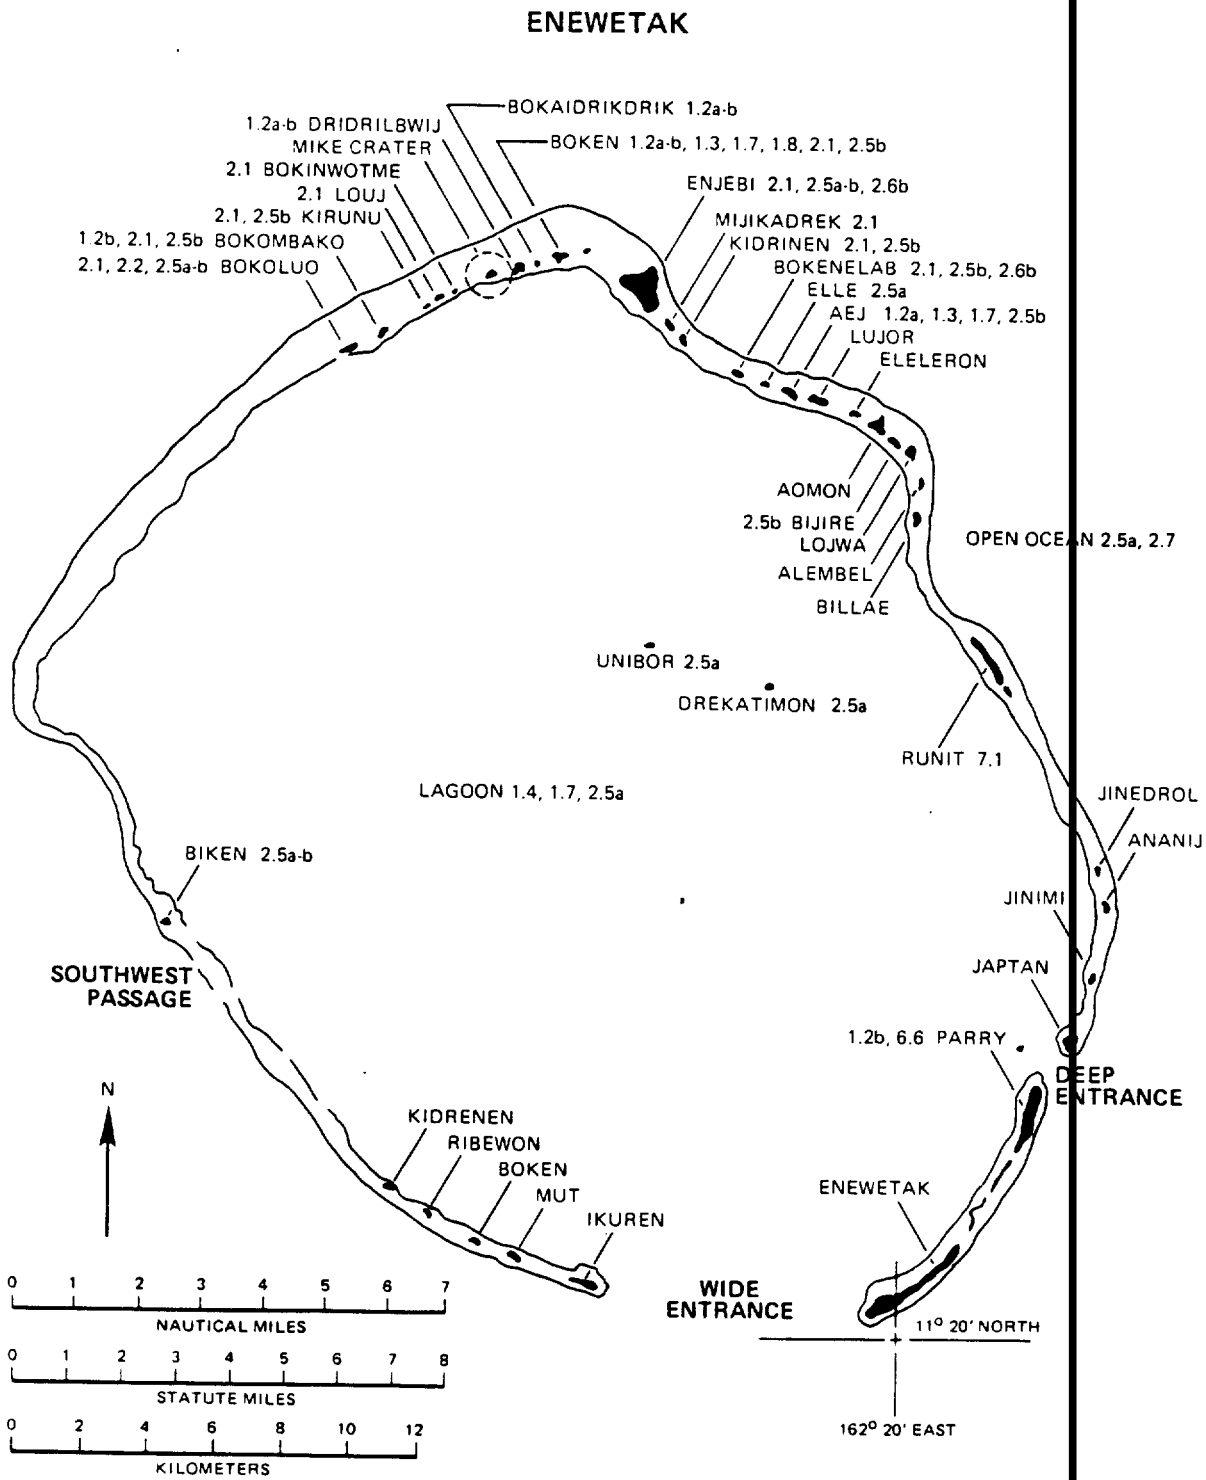 ENEWETAK
BOKAIDRIKDRIK 1.2a-b
1.2a-b DRIDRILBWIJ
BOKEN 1.2a-b, 1.3, 1.7, 1.8, 2.1, 2.5b
MIKE CRATER
2.1 BOKINWOTME
ENJEBI 2.1, 2.5a-b, 2.6b
2.1 LOUJ
2.1, 2.5b KIRUNU
MIJIKADREK 2.1
1.2b, 2.1, 2.5b BOKOMBAKO
KIDRINEN 2.1, 2.5b
2.1, 2.2, 2.5a-b BOKOLUO
BOKENELAB 2.1, 2.5b, 2.6b
ELLE 2.5a
AEJ 1.2a, 1.3, 1.7, 2.5b
LUJOR
ELELERON
AOMON
2.5b BIJIRE
LOJWA
OPEN OCEAN 2.5a, 2.7
ALEMBEL
BILLAE
UNIBOR 2.5a
DREKATIMON 2.5a
RUNIT 7.1
LAGOON 1.4, 1.7, 2.5a
JINEDROL
ANANIJ
BIKEN 2.5a-b
JINIMI
JAPTAN
SOUTHWEST
PASSAGE
1.2b, 6.6 PARRY
DEEP
ENTRANCE
N
KIDRENEN
RIBEWON
BOKEN
MUT
ENEWETAK
IKUREN
WIDE
ENTRANCE
0 1 2 3 4 5 6 7
NAUTICAL MILES
11° 20' NORTH
0 1 2 3 4 5 6 7 8
STATUTE MILES
162° 20' EAST
0 2 4 6 8 10 12
KILOMETERS